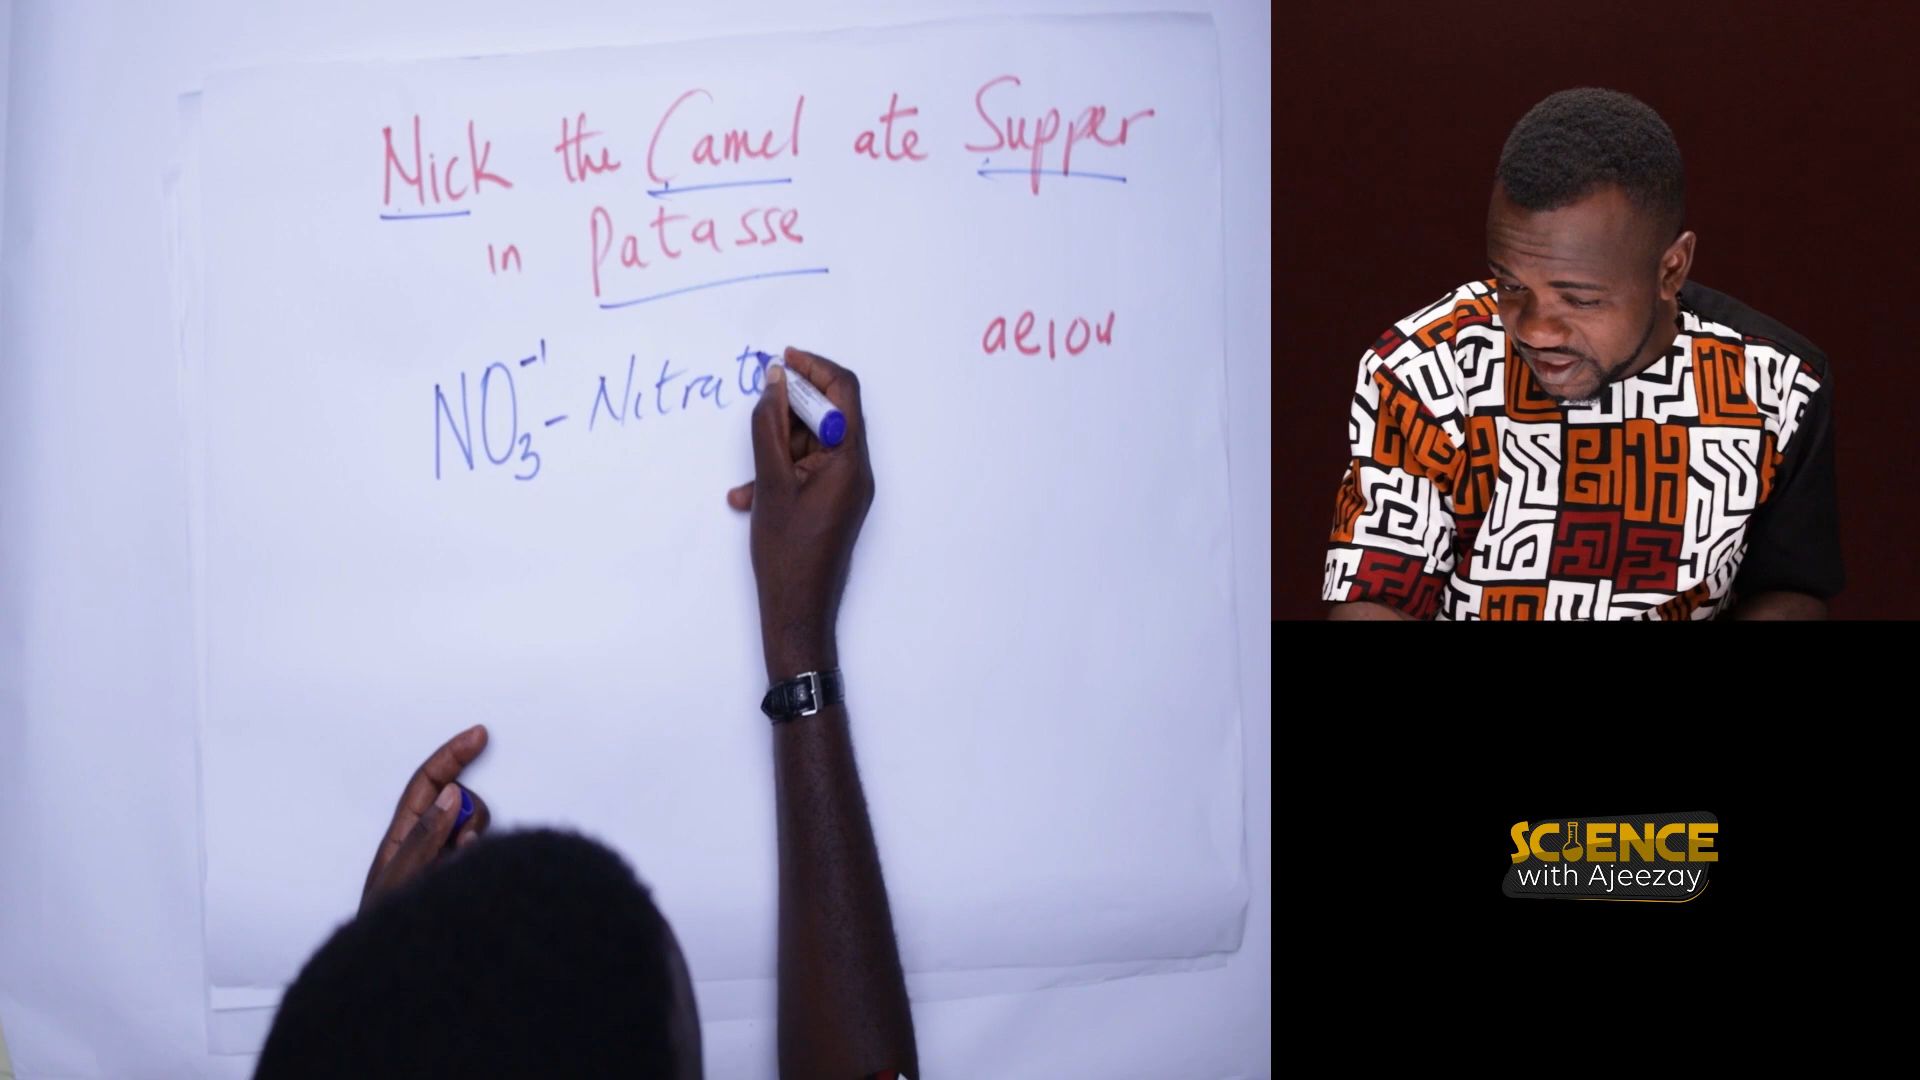 Nick the Camel ate Supper
in Patasse
aeiou
NO₃⁻¹ - Nitrate
SCIENCE
with Ajeezay